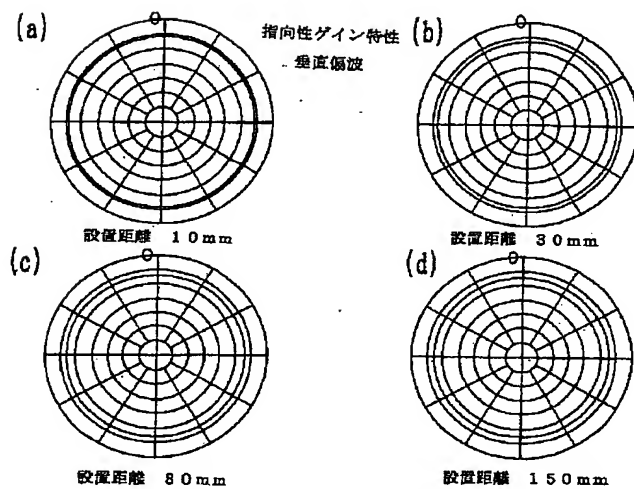 (a)
0
指向性ゲイン特性
垂直偏波
(b)
0
設置距離 10mm
設置距離 30mm
(c)
0
(d)
0
設置距離 80mm
設置距離 150mm